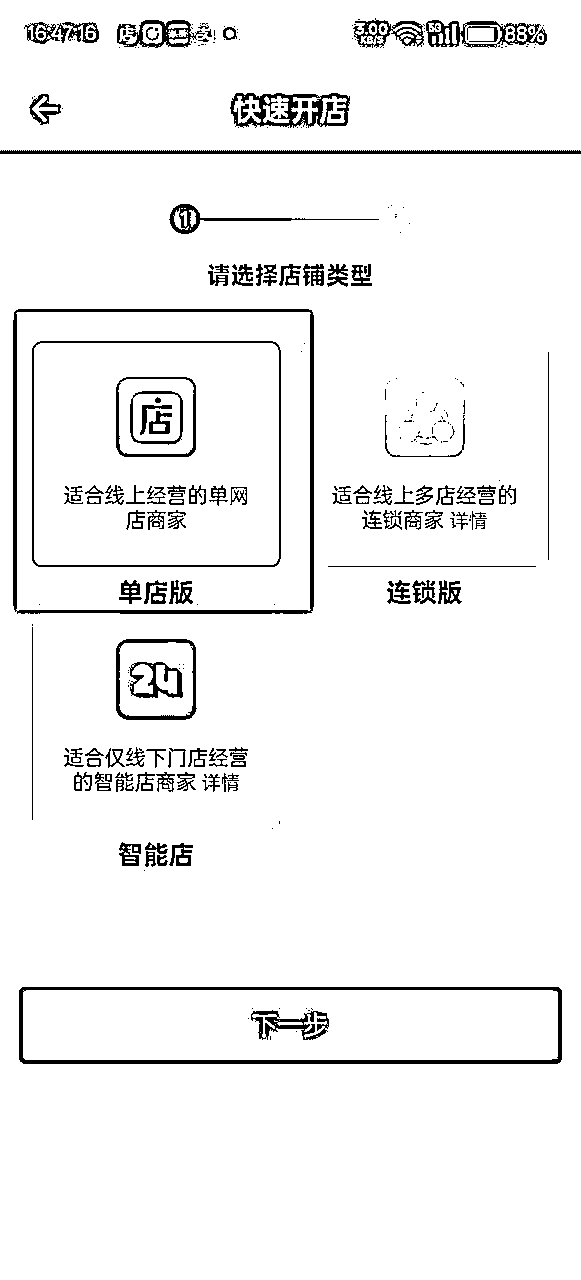 16:47:16
3.00 KB/S 5G 88%
快速开店
1
请选择店铺类型
店
适合线上经营的单网
店商家
单店版
适合线上多店经营的
连锁商家 详情
连锁版
24
适合仅线下门店经营
的智能店商家 详情
智能店
下一步